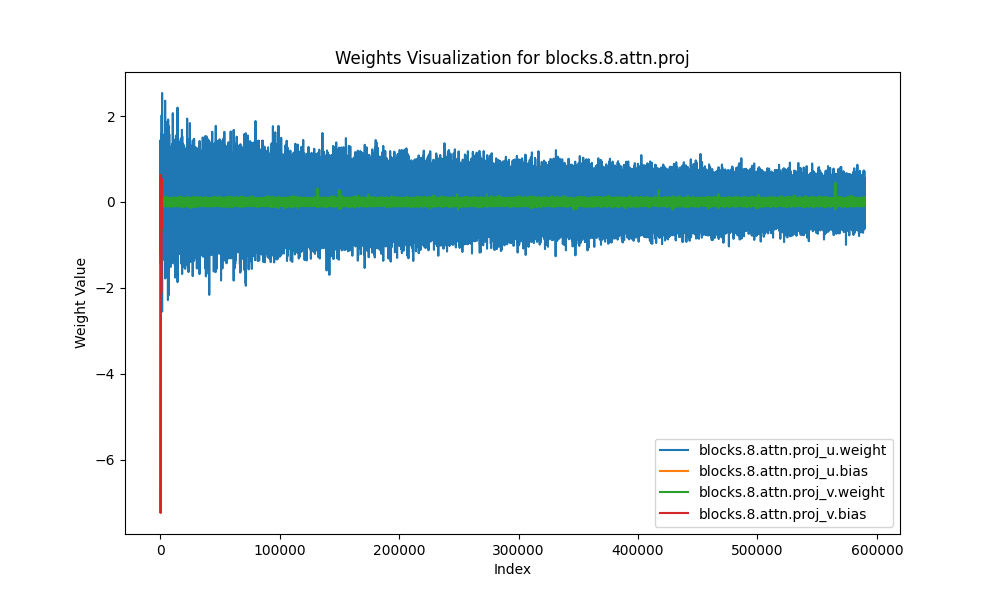 Weights Visualization for blocks.8.attn.proj
2
0
−2
−4
−6
Weight Value
0 100000 200000 300000 400000 500000 600000
Index
blocks.8.attn.proj_u.weight
blocks.8.attn.proj_u.bias
blocks.8.attn.proj_v.weight
blocks.8.attn.proj_v.bias